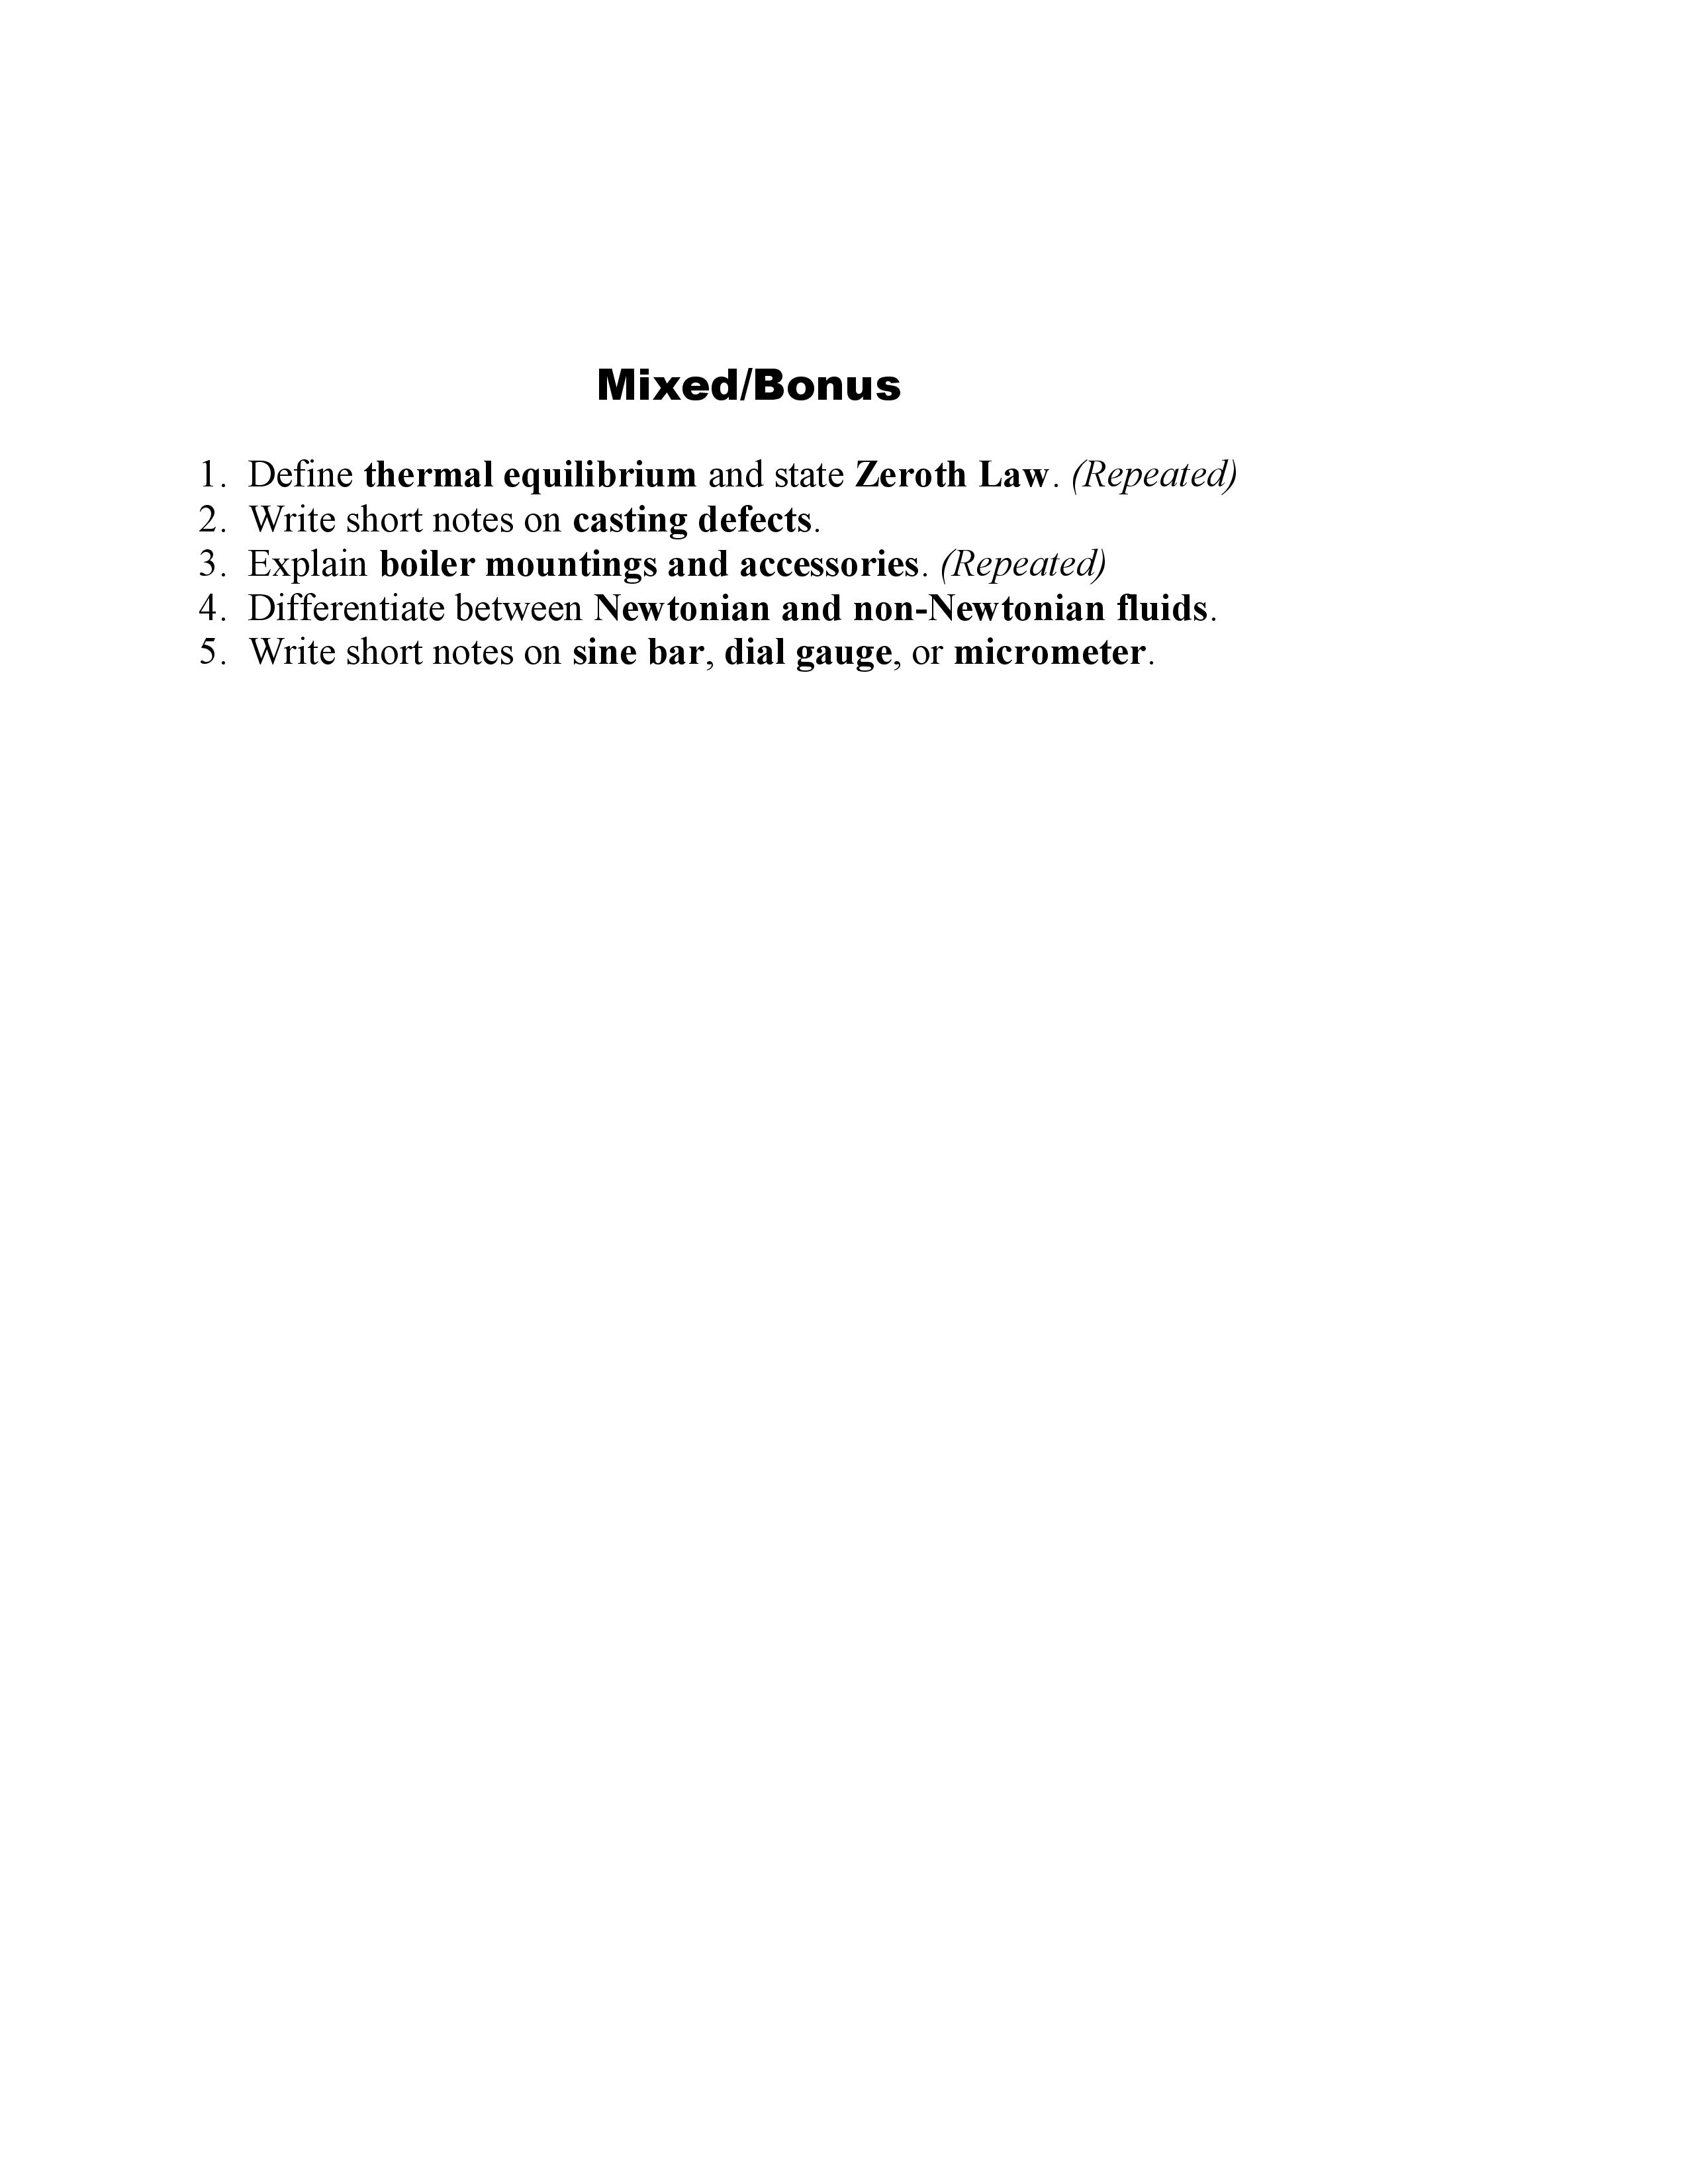 Mixed/Bonus
1. Define thermal equilibrium and state Zeroth Law. (Repeated)
2. Write short notes on casting defects.
3. Explain boiler mountings and accessories. (Repeated)
4. Differentiate between Newtonian and non-Newtonian fluids.
5. Write short notes on sine bar, dial gauge, or micrometer.